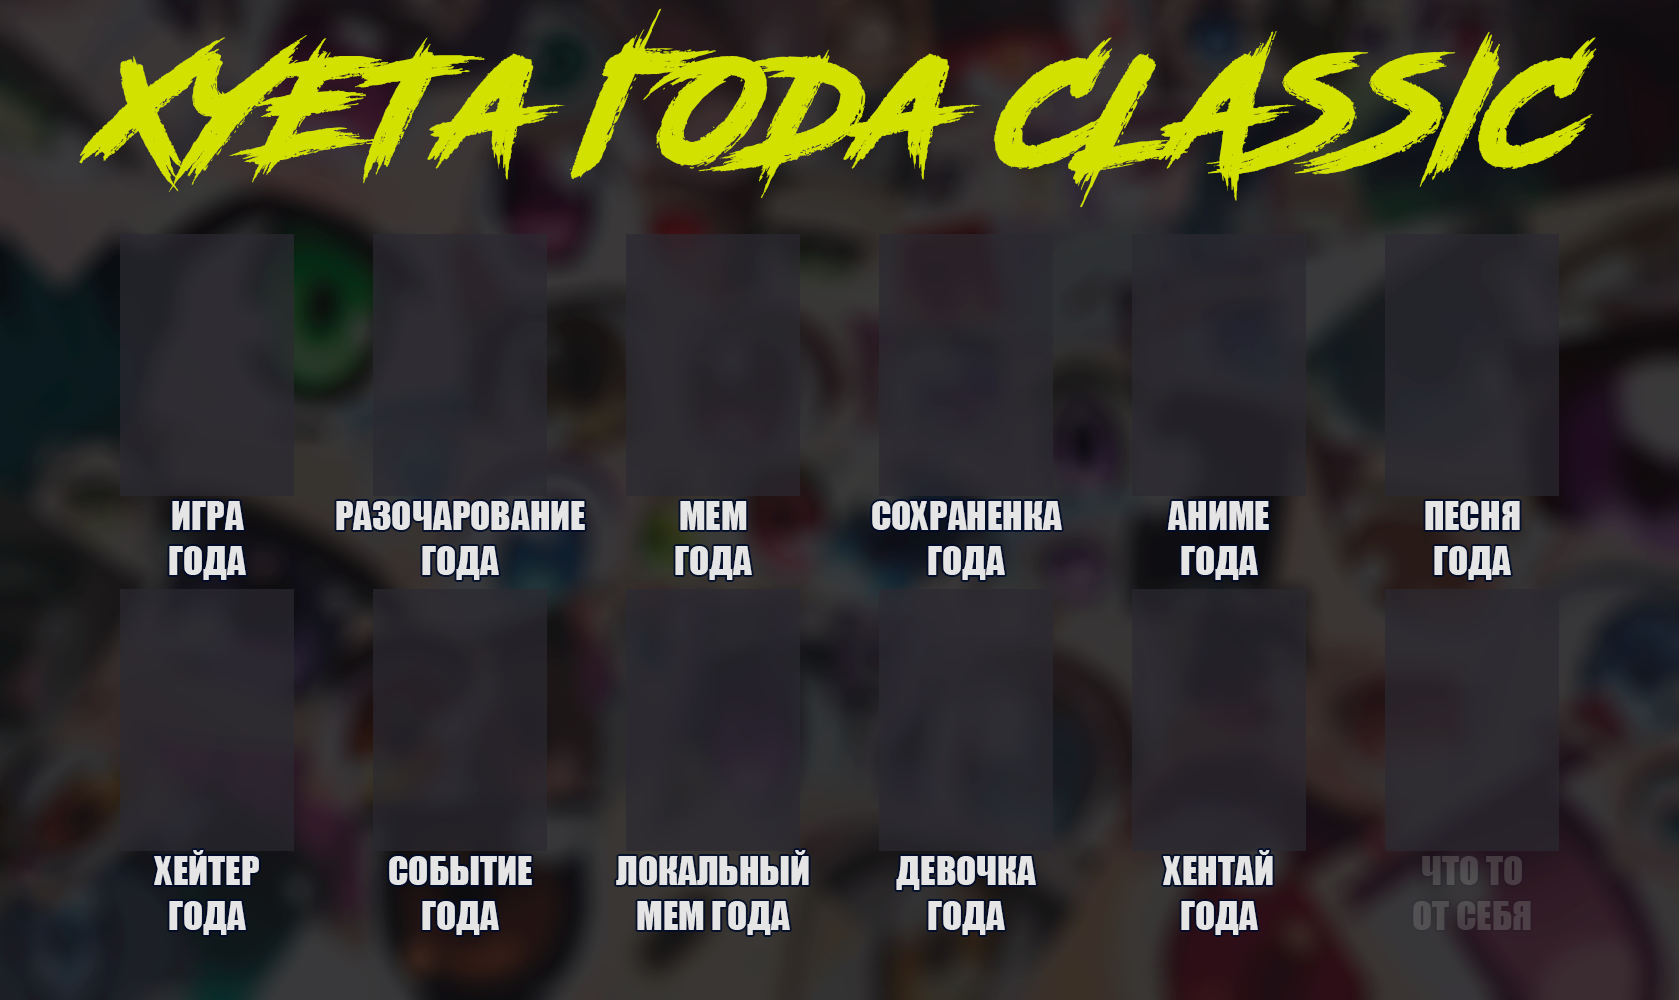 ХУЕТА ГОДА CLASSIC
ИГРА
ГОДА
РАЗОЧАРОВАНИЕ
ГОДА
МЕМ
ГОДА
СОХРАНЕНКА
ГОДА
АНИМЕ
ГОДА
ПЕСНЯ
ГОДА
ХЕЙТЕР
ГОДА
СОБЫТИЕ
ГОДА
ЛОКАЛЬНЫЙ
МЕМ ГОДА
ДЕВОЧКА
ГОДА
ХЕНТАЙ
ГОДА
ЧТО ТО
ОТ СЕБЯ